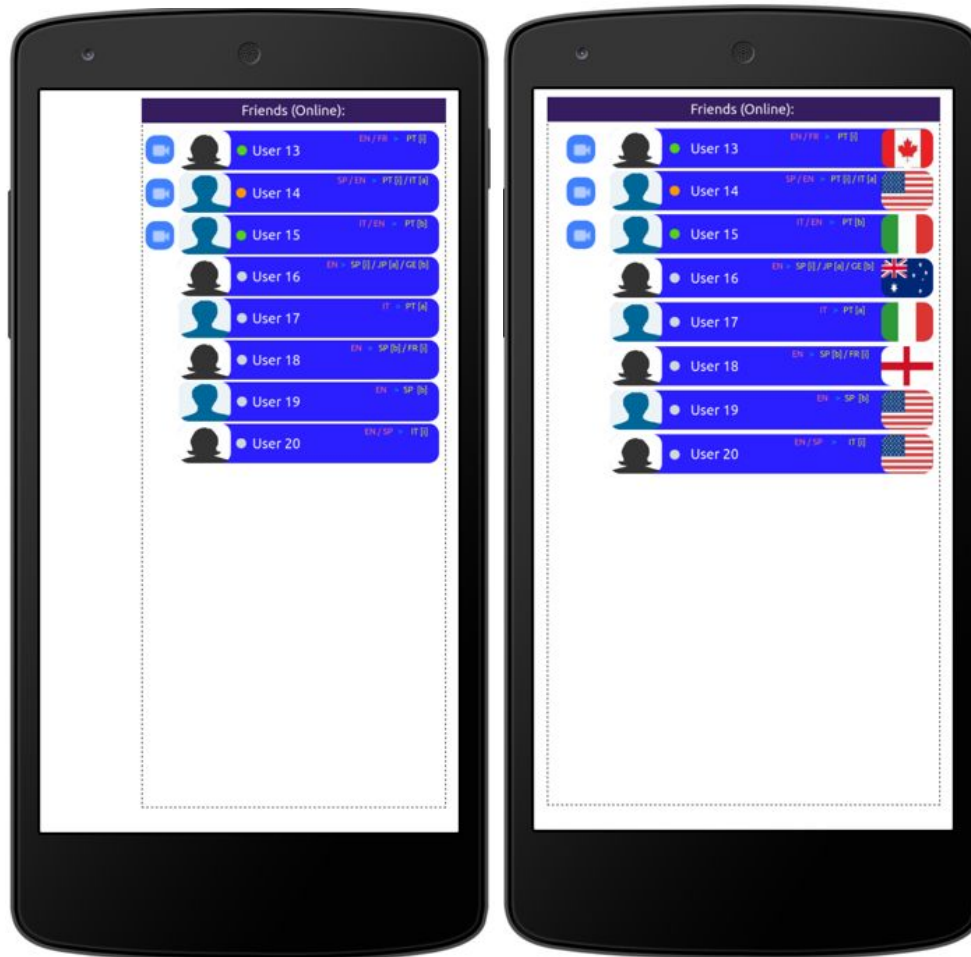 Friends (Online):
EN / FR > PT [i]
User 13
SP / EN > PT [i] / IT [a]
User 14
IT / EN > PT [b]
User 15
EN > SP [i] / JP [a] / GE [b]
User 16
IT > PT [a]
User 17
EN > SP [b] / FR [i]
User 18
EN > SP [b]
User 19
EN / SP > IT [i]
User 20
Friends (Online):
EN / FR > PT [i]
User 13
SP / EN > PT [i] / IT [a]
User 14
IT / EN > PT [b]
User 15
EN > SP [i] / JP [a] / GE [b]
User 16
IT > PT [a]
User 17
EN > SP [b] / FR [i]
User 18
EN > SP [b]
User 19
EN / SP > IT [i]
User 20